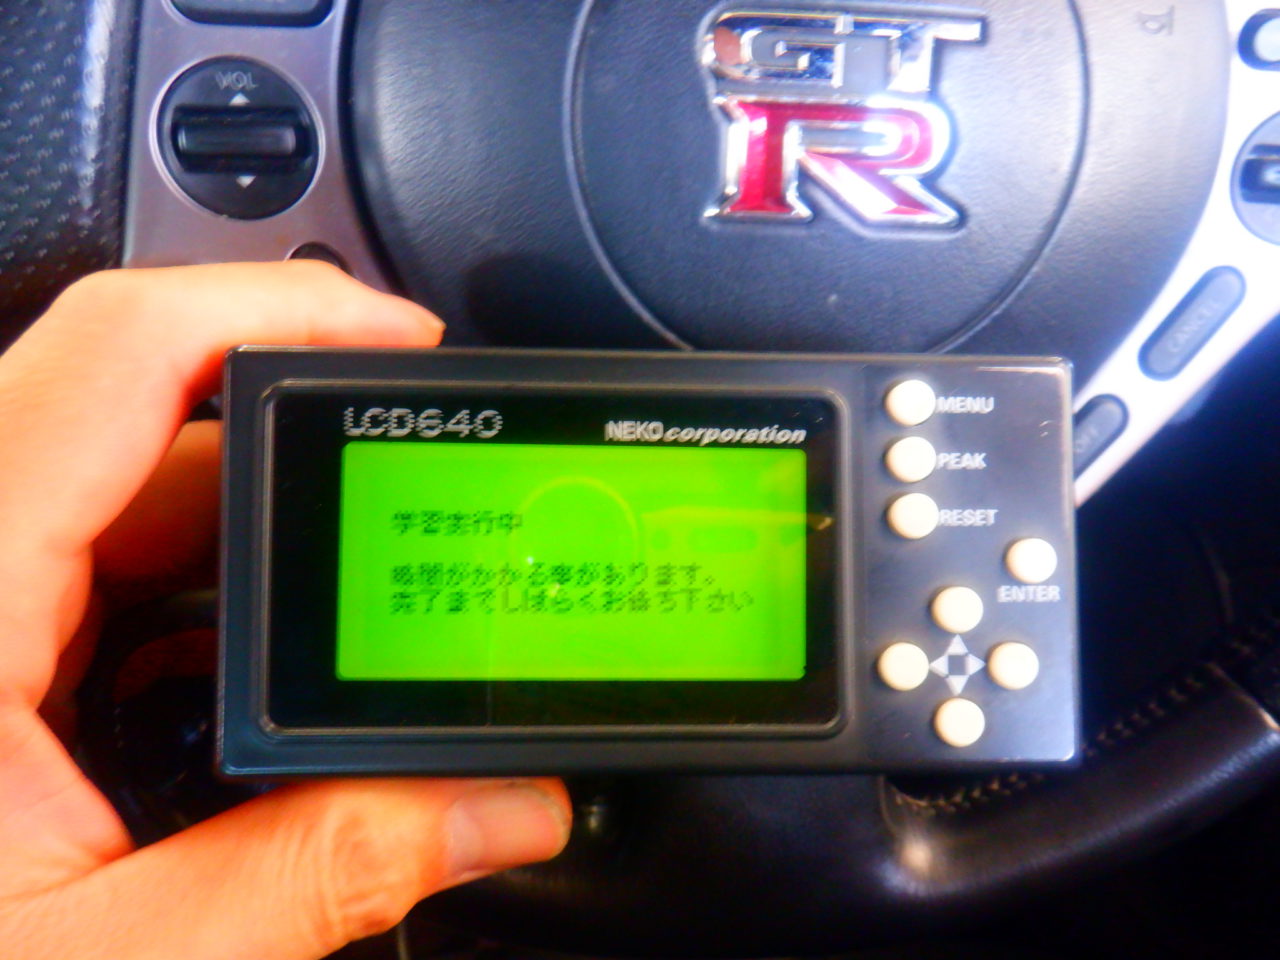 VOL
GT
R
CANCEL
LCD640
NEKO corporation
MENU
PEAK
RESET
ENTER
学習実行中
時間がかかる事があります。
完了までしばらくお待ち下さい